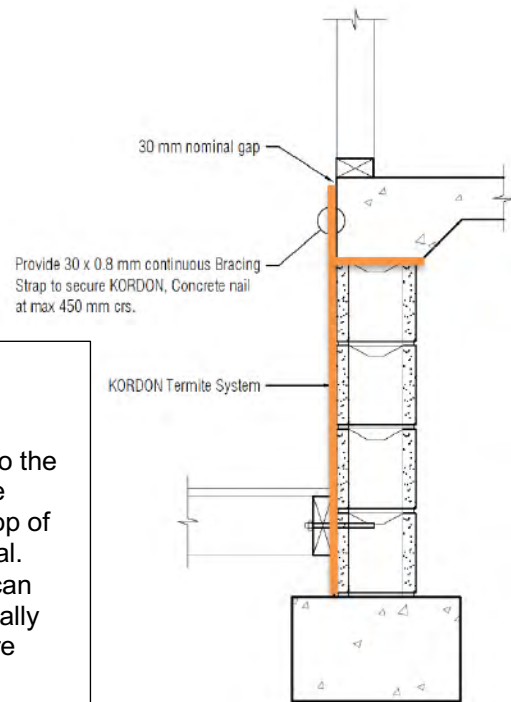 30 mm nominal gap
Provide 30 x 0.8 mm continuous Bracing
Strap to secure KORDON, Concrete nail
at max 450 mm crs.
KORDON Termite System
o the
e
op of
al.
can
ally
re